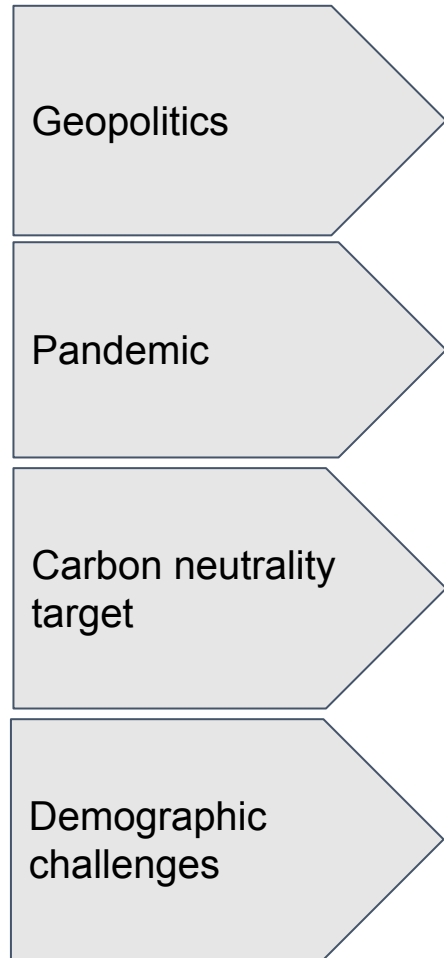 Geopolitics
Pandemic
Carbon neutrality
target
Demographic
challenges